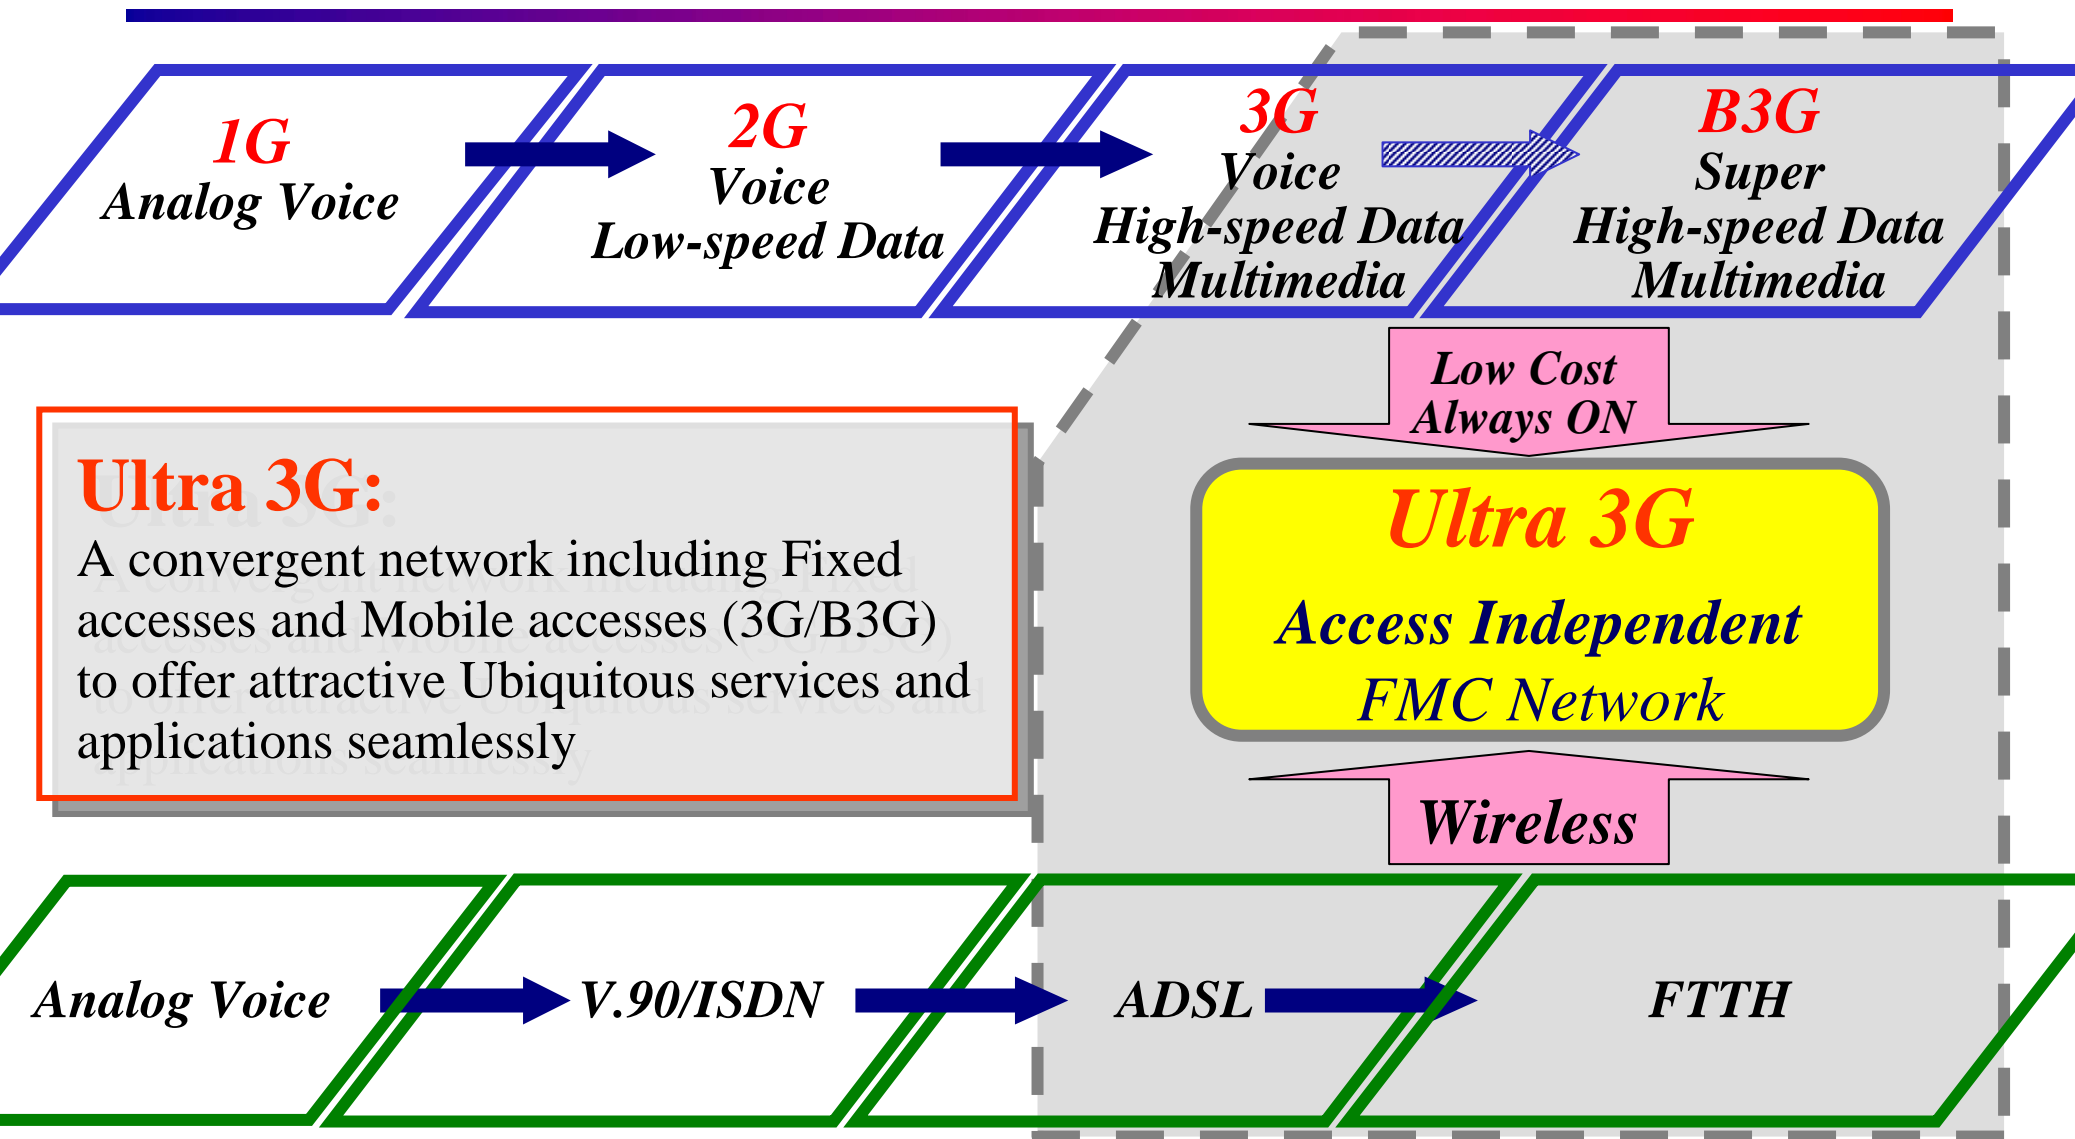 1G
Analog Voice
2G
Voice
Low-speed Data
3G
Voice
High-speed Data
Multimedia
B3G
Super
High-speed Data
Multimedia
Low Cost
Always ON
Ultra 3G:
A convergent network including Fixed
accesses and Mobile accesses (3G/B3G)
to offer attractive Ubiquitous services and
applications seamlessly
Ultra 3G
Access Independent
FMC Network
Wireless
Analog Voice
V.90/ISDN
ADSL
FTTH